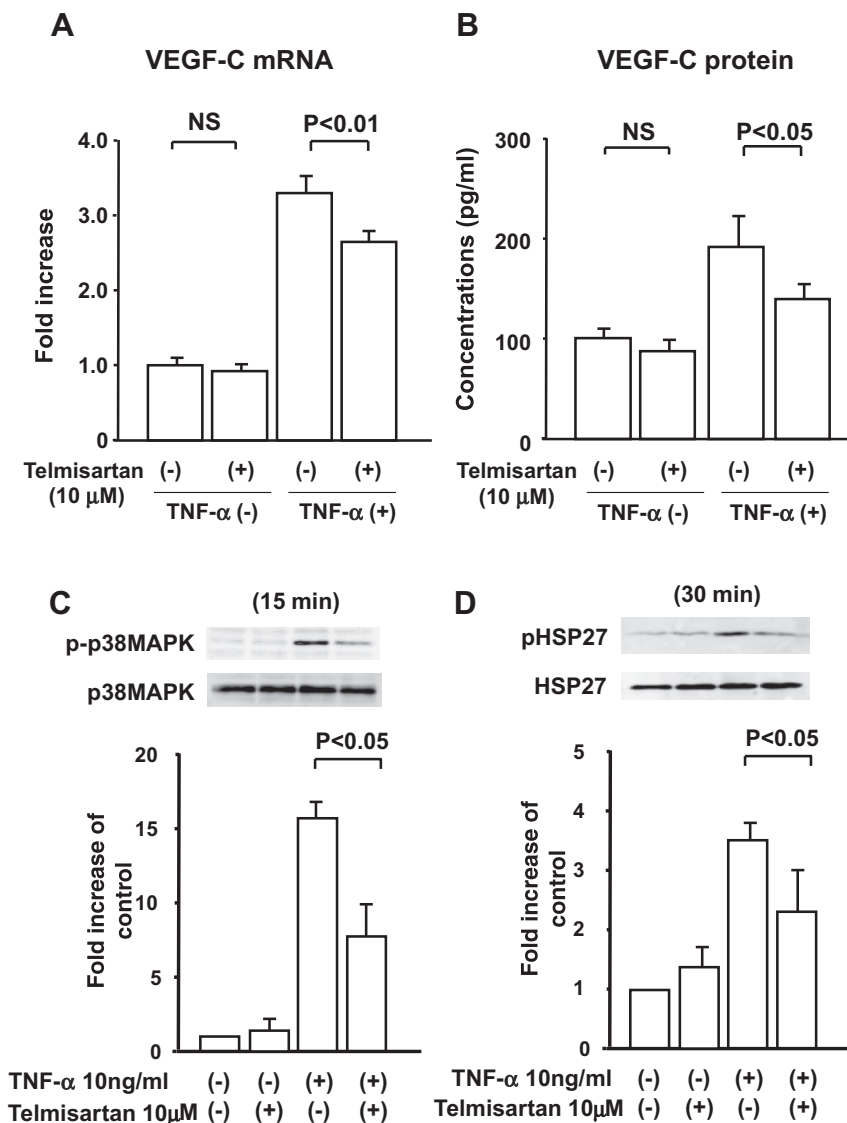 A
VEGF-C mRNA
NS
P<0.01
Fold increase
4.0
3.0
2.0
1.0
0
Telmisartan (-) (+) (-) (+)
(10 μM)
TNF-α (-) TNF-α (+)
B
VEGF-C protein
NS
P<0.05
Concentrations (pg/ml)
300
200
100
0
Telmisartan (-) (+) (-) (+)
(10 μM)
TNF-α (-) TNF-α (+)
C
(15 min)
p-p38MAPK
p38MAPK
P<0.05
Fold increase of
control
20
15
10
5
0
TNF-α 10ng/ml (-) (-) (+) (+)
Telmisartan 10μM (-) (+) (-) (+)
D
(30 min)
pHSP27
HSP27
P<0.05
Fold increase of
control
5
4
3
2
1
0
TNF-α 10ng/ml (-) (-) (+) (+)
Telmisartan 10μM (-) (+) (-) (+)